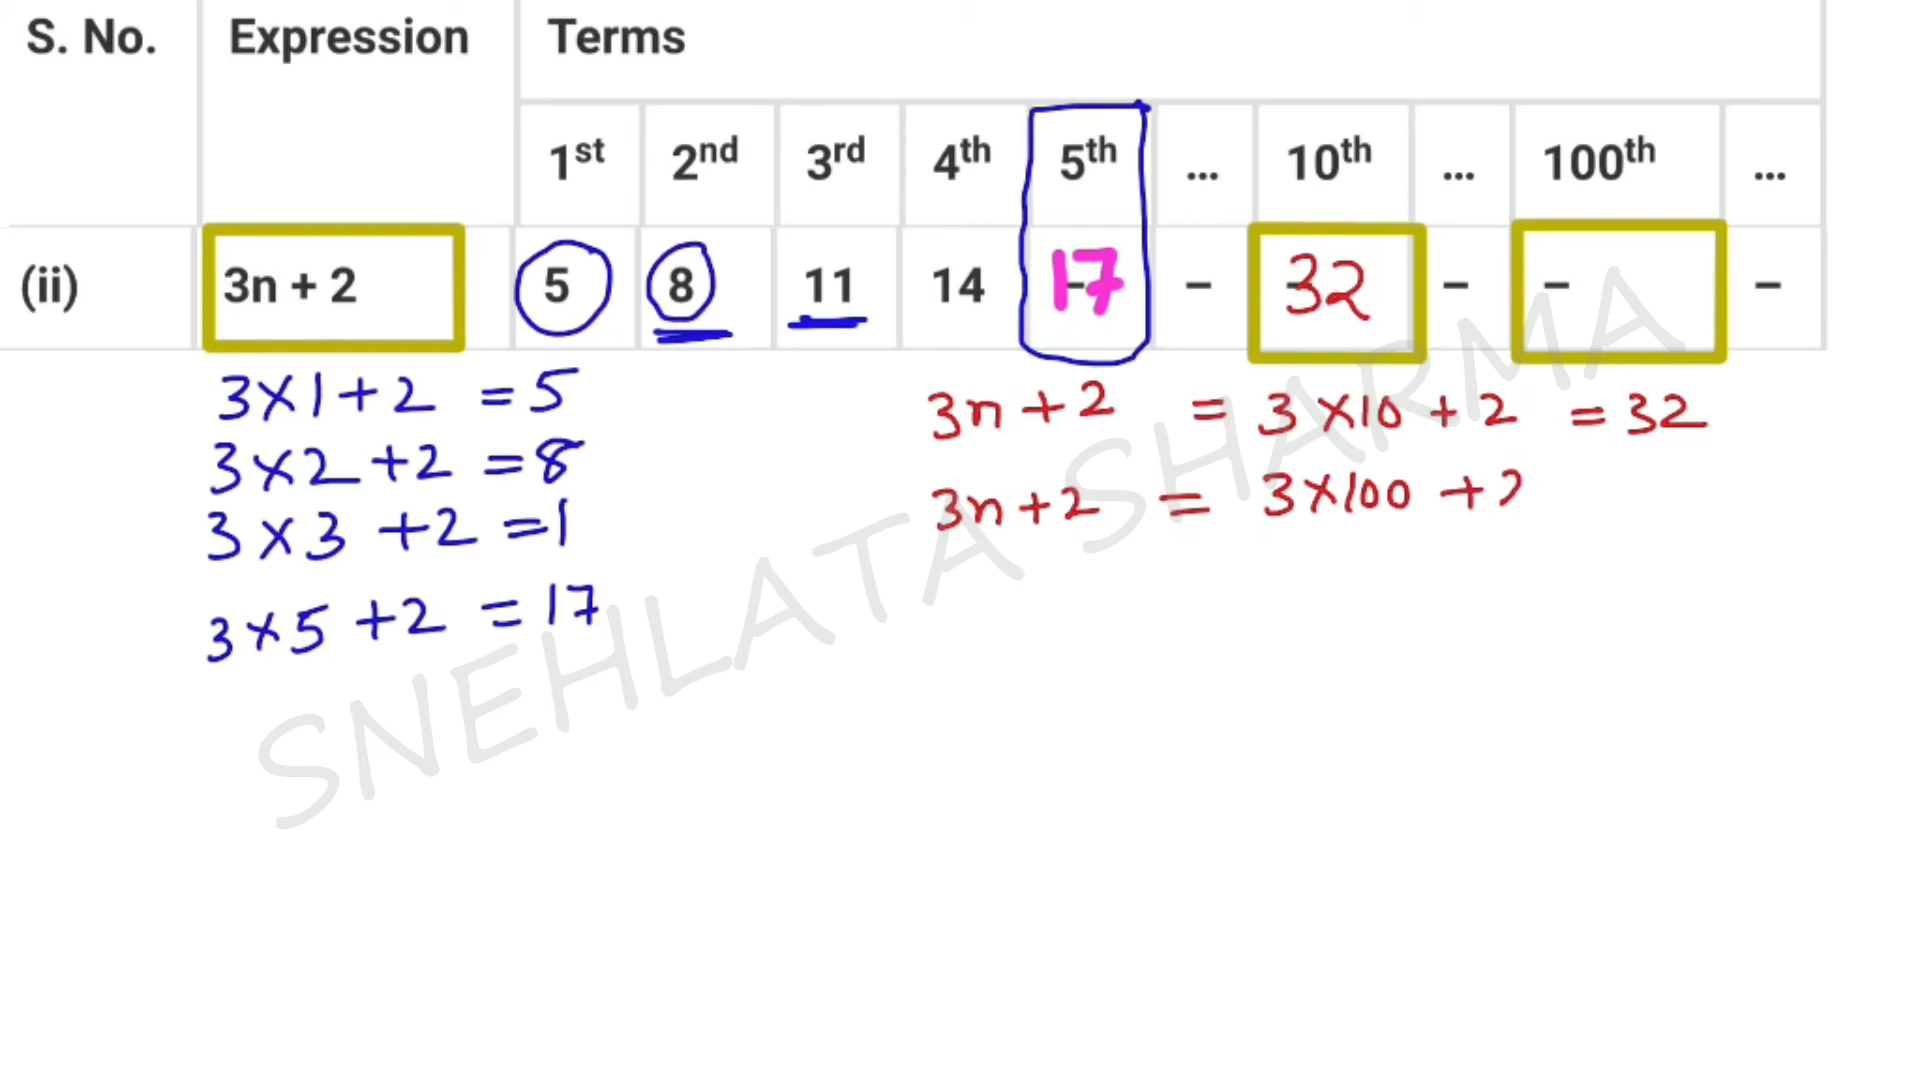 S. No. Expression Terms
1st 2nd 3rd 4th 5th ... 10th ... 100th ...
(ii) 3n + 2 5 8 11 14 17 – 32 – – –
3×1+2 =5
3×2+2 =8
3×3+2 =1
3×5+2 =17
3n+2 = 3×10+2 =32
3n+2 = 3×100+2
SNEHLATA SHARMA